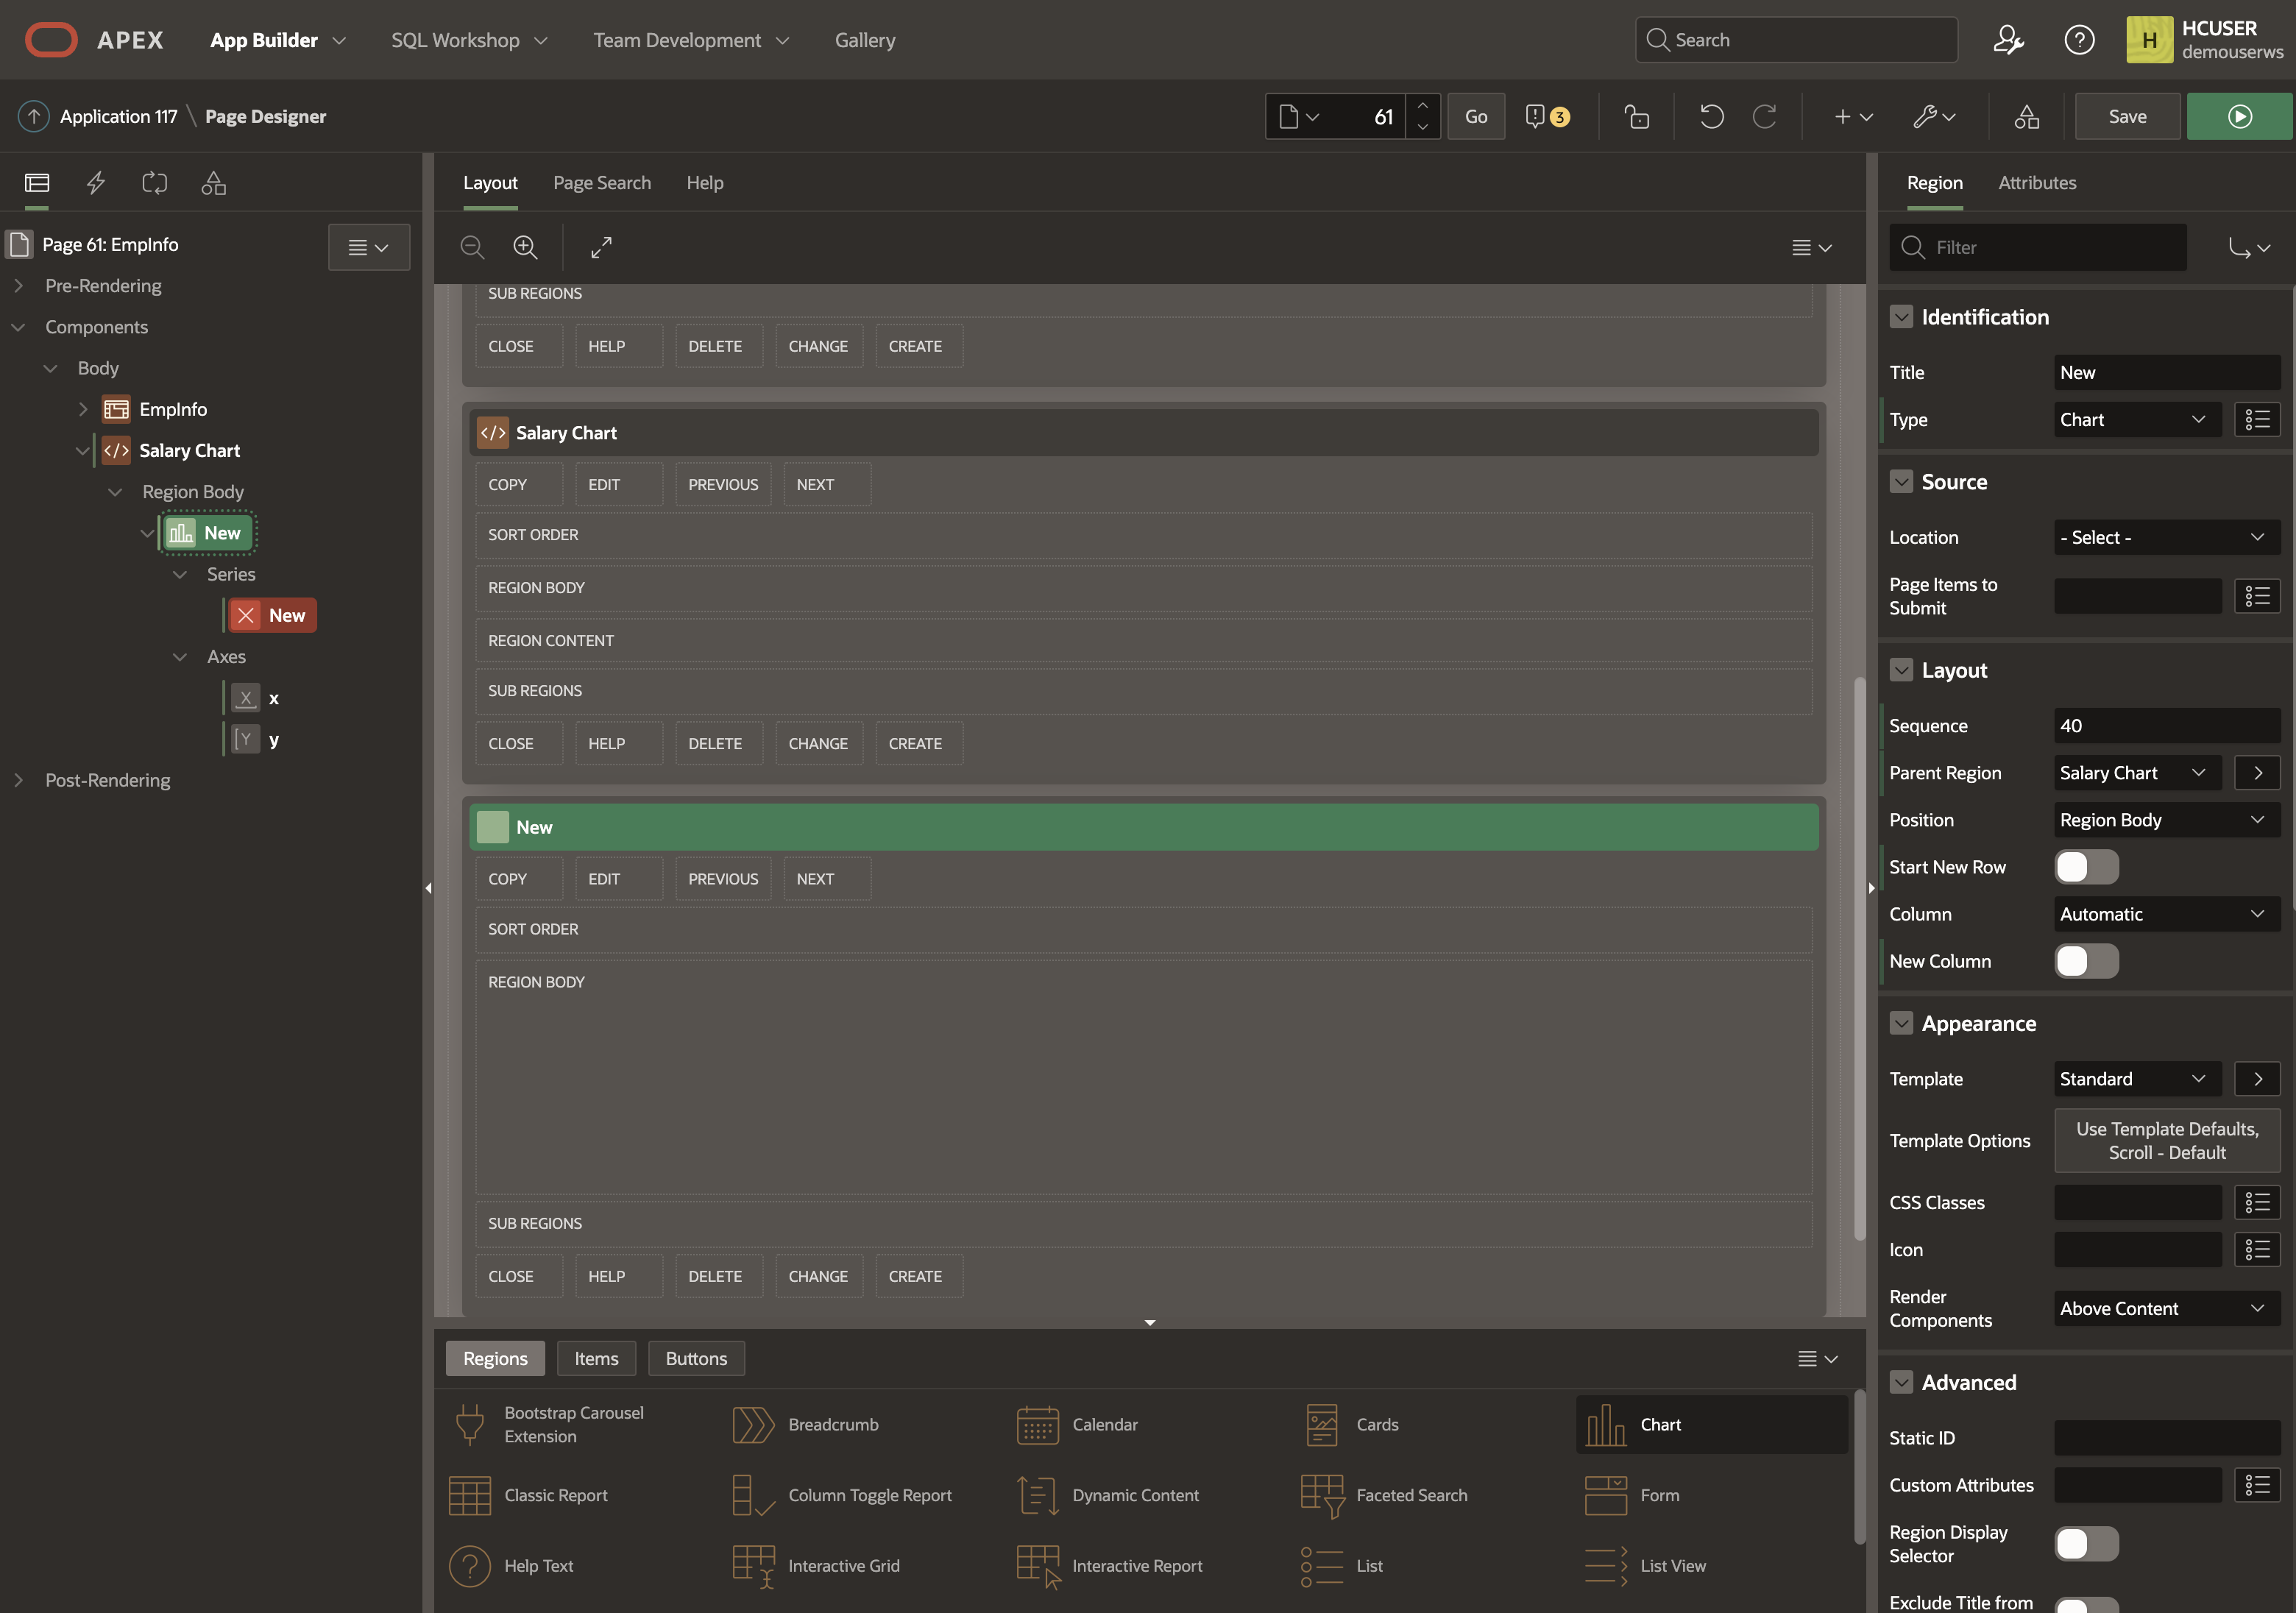 APEX
App Builder
SQL Workshop
Team Development
Gallery
Search
H
HCUSER
demouserws
Application 117 \ Page Designer
61
Go
3
Save
Page 61: EmpInfo
Pre-Rendering
Components
Body
EmpInfo
</> Salary Chart
Region Body
New
Series
New
Axes
X x
Y y
Post-Rendering
Layout
Page Search
Help
SUB REGIONS
CLOSE HELP DELETE CHANGE CREATE
</> Salary Chart
COPY EDIT PREVIOUS NEXT
SORT ORDER
REGION BODY
REGION CONTENT
SUB REGIONS
CLOSE HELP DELETE CHANGE CREATE
New
COPY EDIT PREVIOUS NEXT
SORT ORDER
REGION BODY
SUB REGIONS
CLOSE HELP DELETE CHANGE CREATE
Regions Items Buttons
Bootstrap Carousel
Extension
Breadcrumb
Calendar
Cards
Chart
Classic Report
Column Toggle Report
Dynamic Content
Faceted Search
Form
Help Text
Interactive Grid
Interactive Report
List
List View
Region
Attributes
Filter
Identification
Title New
Type Chart
Source
Location - Select -
Page Items to
Submit
Layout
Sequence 40
Parent Region Salary Chart
Position Region Body
Start New Row
Column Automatic
New Column
Appearance
Template Standard
Template Options Use Template Defaults,
Scroll - Default
CSS Classes
Icon
Render
Components
Above Content
Advanced
Static ID
Custom Attributes
Region Display
Selector
Exclude Title from